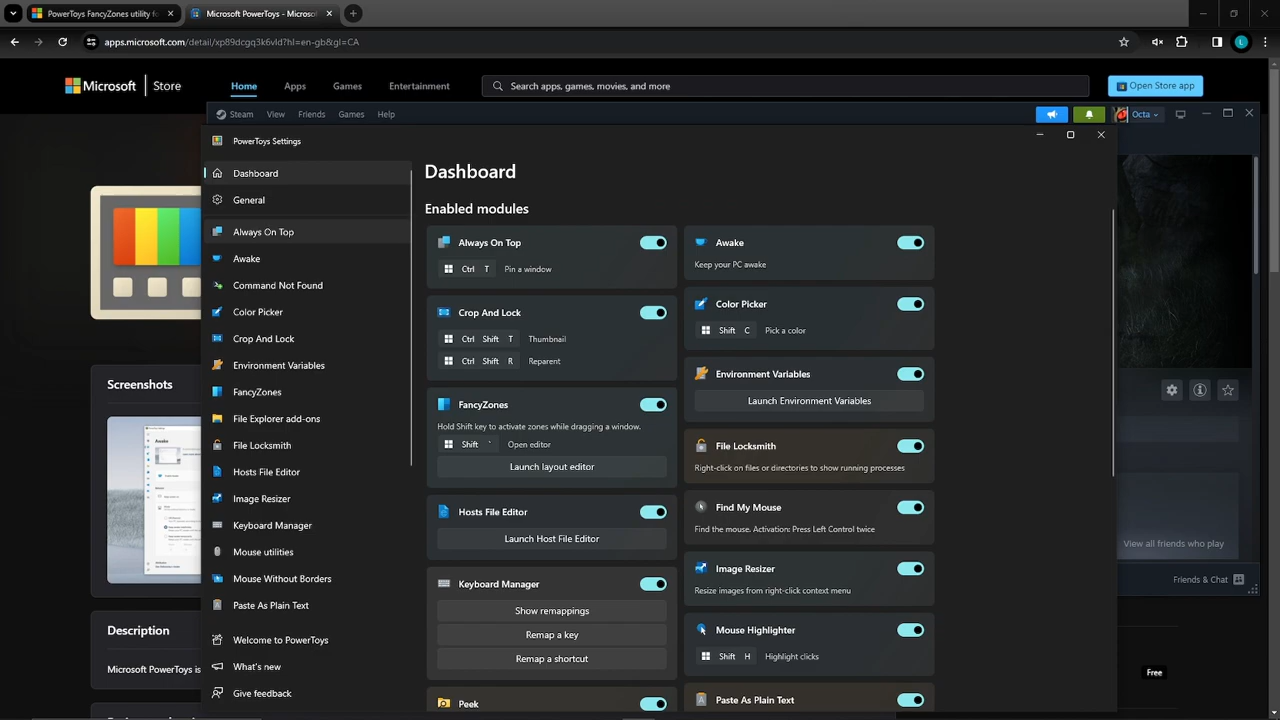 PowerToys FancyZones utility fo
Microsoft PowerToys - Microso
apps.microsoft.com/detail/xp89dcgq3k6vld?hl=en-gb&gl=CA
L
Microsoft Store
Home
Apps
Games
Entertainment
Search apps, games, movies, and more
Open Store app
Steam
View
Friends
Games
Help
Octa
PowerToys Settings
Dashboard
General
Always On Top
Awake
Command Not Found
Color Picker
Crop And Lock
Environment Variables
FancyZones
File Explorer add-ons
File Locksmith
Hosts File Editor
Image Resizer
Keyboard Manager
Mouse utilities
Mouse Without Borders
Paste As Plain Text
Welcome to PowerToys
What's new
Give feedback
Dashboard
Enabled modules
Always On Top
Ctrl T Pin a window
Crop And Lock
Ctrl Shift T Thumbnail
Ctrl Shift R Reparent
FancyZones
Hold Shift key to activate zones while dragging a window.
Shift ` Open editor
Launch layout editor
Hosts File Editor
Launch Host File Editor
Keyboard Manager
Show remappings
Remap a key
Remap a shortcut
Peek
Awake
Keep your PC awake
Color Picker
Shift C Pick a color
Environment Variables
Launch Environment Variables
File Locksmith
Right-click on files or directories to show running processes
Find My Mouse
Find the mouse. Activation: Press Left Control twice
Image Resizer
Resize images from right-click context menu
Mouse Highlighter
Shift H Highlight clicks
Paste As Plain Text
Screenshots
Awake
Description
Microsoft PowerToys is
View all friends who play
Friends & Chat
Free